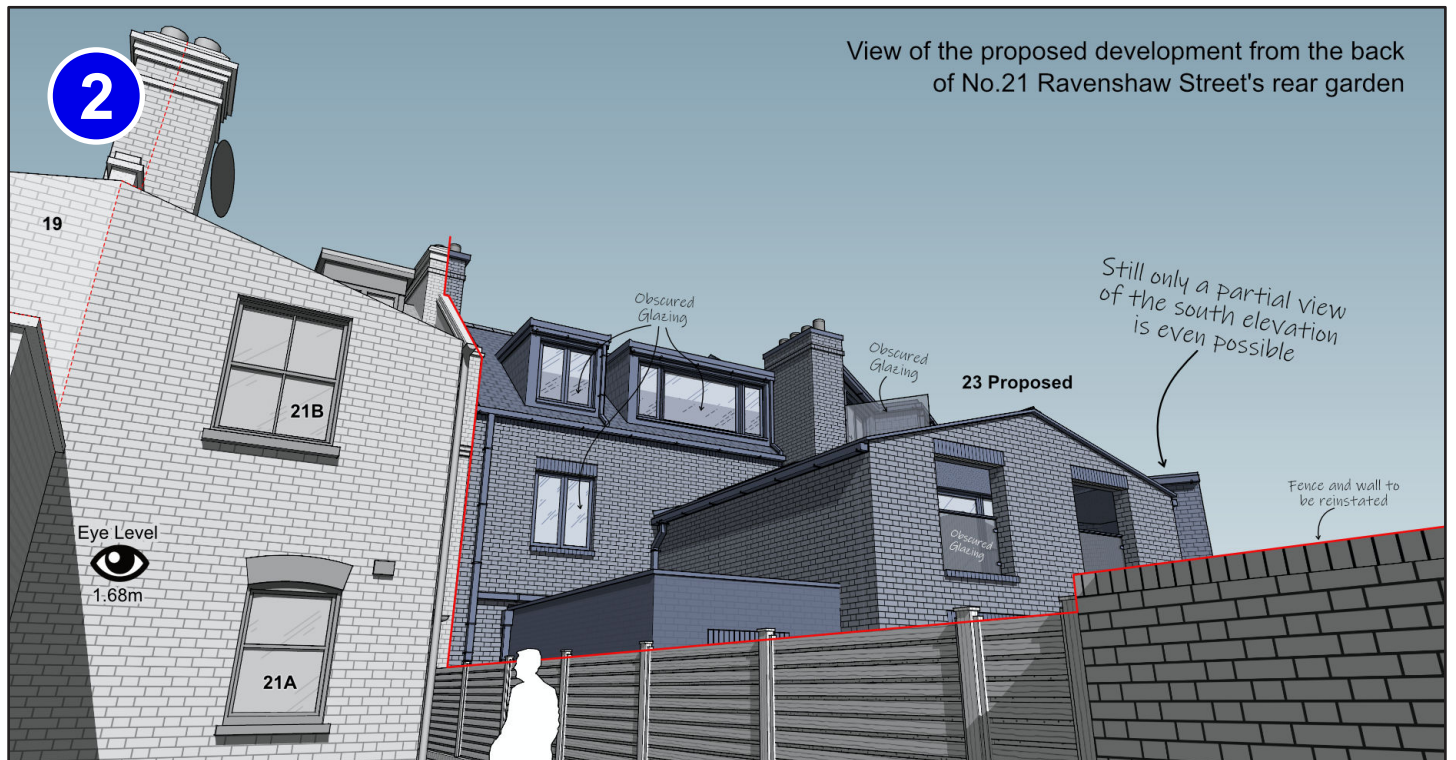 2
View of the proposed development from the back
of No.21 Ravenshaw Street's rear garden
19
Still only a partial view
of the south elevation
is even possible
Obscured
Glazing
Obscured
Glazing
23 Proposed
21B
Fence and wall to
be reinstated
Eye Level
1.68m
Obscured
Glazing
21A